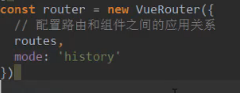 const router = new VueRouter({
// 配置路由和组件之间的应用关系
routes,
mode: 'history'
})